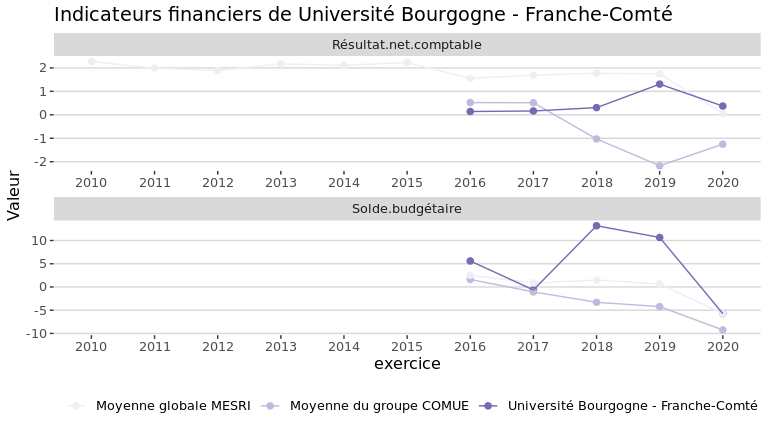 Indicateurs financiers de Université Bourgogne - Franche-Comté
Résultat.net.comptable
2
1
0
-1
-2
2010 2011 2012 2013 2014 2015 2016 2017 2018 2019 2020
Valeur
Solde.budgétaire
10
5
0
-5
-10
2010 2011 2012 2013 2014 2015 2016 2017 2018 2019 2020
exercice
Moyenne globale MESRI Moyenne du groupe COMUE Université Bourgogne - Franche-Comté